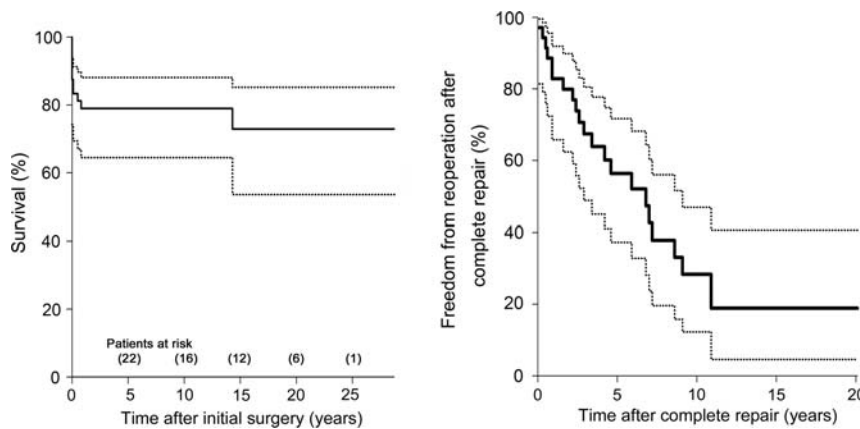 100
80
60
40
20
0
Survival (%)
Patients at risk
(22) (16) (12) (6) (1)
0 5 10 15 20 25
Time after initial surgery (years)
100
80
60
40
20
0
Freedom from reoperation after
complete repair (%)
0 5 10 15 20
Time after complete repair (years)